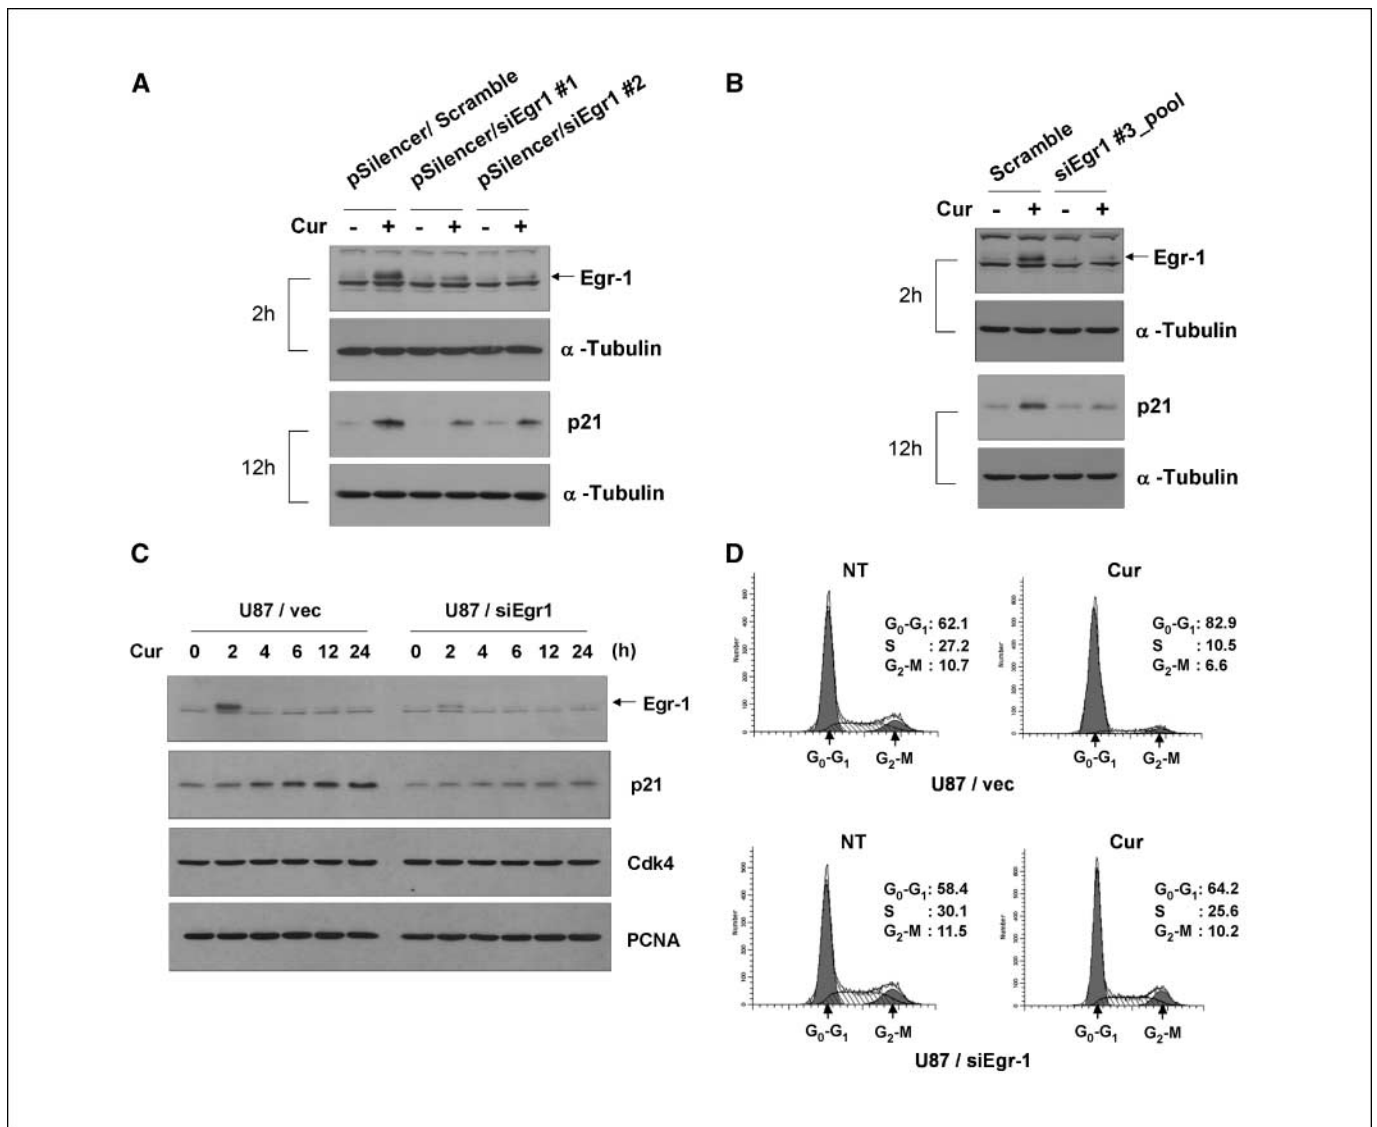 A
pSilencer/ Scramble
pSilencer/siEgr1 #1
pSilencer/siEgr1 #2
Cur - + - + - +
Egr-1
2h
α -Tubulin
p21
12h
α -Tubulin
B
Scramble
siEgr1 #3_pool
Cur - + - +
Egr-1
2h
α -Tubulin
p21
12h
α -Tubulin
C
U87 / vec U87 / siEgr1
Cur 0 2 4 6 12 24 0 2 4 6 12 24 (h)
Egr-1
p21
Cdk4
PCNA
D
NT
Number
G0-G1: 62.1
S : 27.2
G2-M : 10.7
G0-G1 G2-M
Cur
Number
G0-G1: 82.9
S : 10.5
G2-M : 6.6
G0-G1 G2-M
U87 / vec
NT
Number
G0-G1: 58.4
S : 30.1
G2-M : 11.5
G0-G1 G2-M
Cur
Number
G0-G1: 64.2
S : 25.6
G2-M : 10.2
G0-G1 G2-M
U87 / siEgr-1